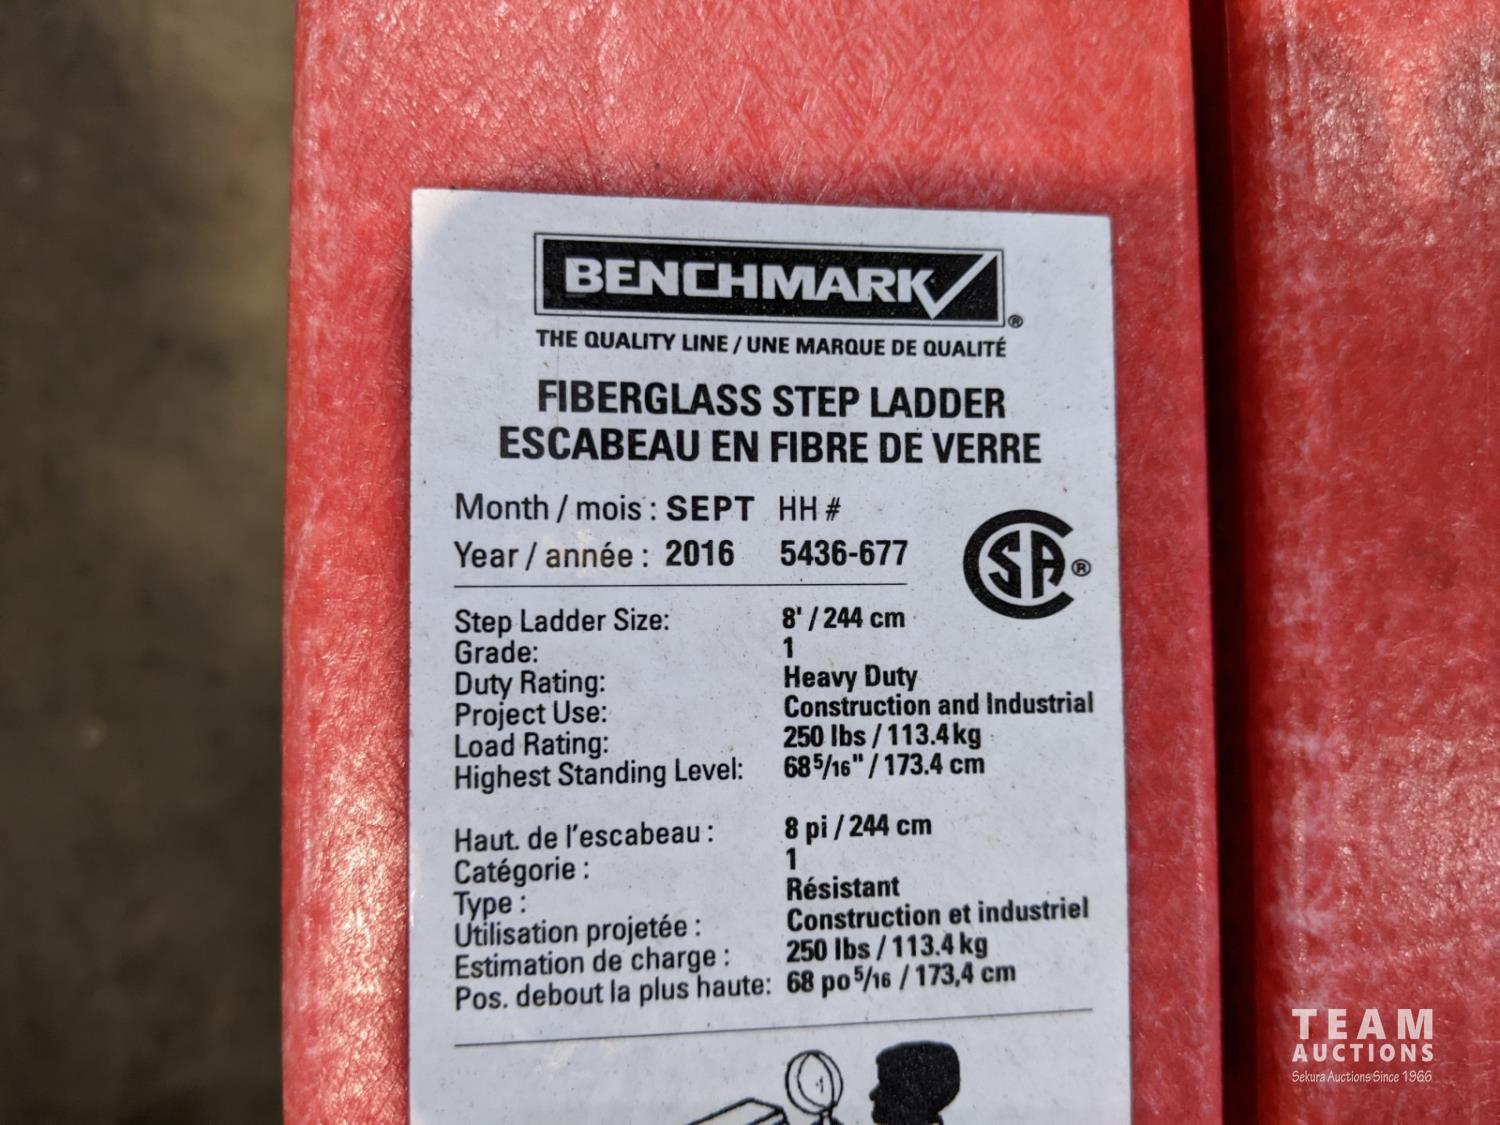 BENCHMARK ®
THE QUALITY LINE / UNE MARQUE DE QUALITÉ
FIBERGLASS STEP LADDER
ESCABEAU EN FIBRE DE VERRE
Month / mois : SEPT HH #
Year / année : 2016 5436-677
CSA ®
Step Ladder Size: 8' / 244 cm
Grade: 1
Duty Rating: Heavy Duty
Project Use: Construction and Industrial
Load Rating: 250 lbs / 113.4 kg
Highest Standing Level: 68 5/16" / 173.4 cm
Haut. de l'escabeau : 8 pi / 244 cm
Catégorie : 1
Type : Résistant
Utilisation projetée : Construction et industriel
Estimation de charge : 250 lbs / 113.4 kg
Pos. debout la plus haute: 68 po 5/16 / 173,4 cm
TEAM
AUCTIONS
Sekura Auctions Since 1966